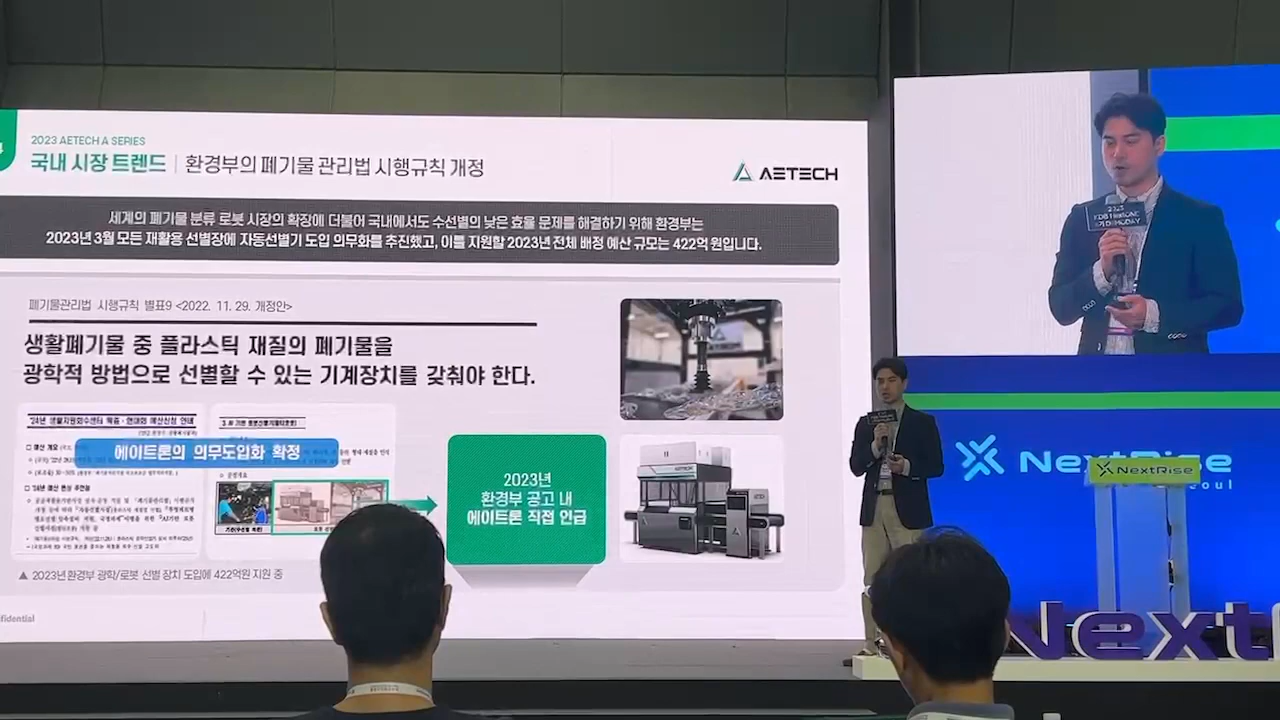 2023 AETECH A SERIES
국내 시장 트렌드 | 환경부의 폐기물 관리법 시행규칙 개정
AETECH
세계의 폐기물 분류 로봇 시장의 확장에 더불어 국내에서도 수선별의 낮은 효율 문제를 해결하기 위해 환경부는
2023년 3월 모든 재활용 선별장에 자동선별기 도입 의무화를 추진했고, 이를 지원할 2023년 전체 배정 예산 규모는 422억 원입니다.
폐기물관리법 시행규칙 별표9 <2022. 11. 29. 개정안>
생활폐기물 중 플라스틱 재질의 폐기물을
광학적 방법으로 선별할 수 있는 기계장치를 갖춰야 한다.
에이트론의 의무도입화 확정
2023년
환경부 공고 내
에이트론 직접 언급
▲ 2023년 환경부 광학/로봇 선별 장치 도입에 422억원 지원 중
fidential
2023
KDB NextONE
DEMODAY
NextRise
NextRise
eoul
Next